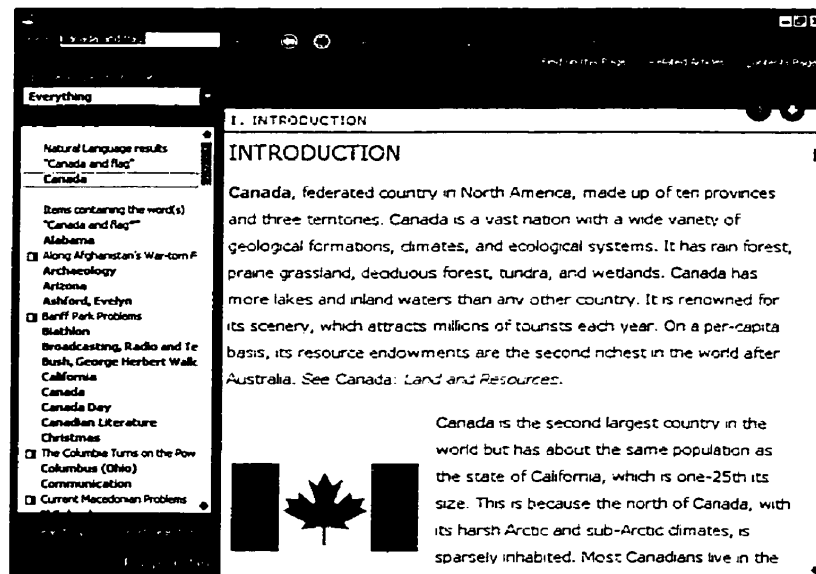 Canada and flag
Find on this Page Related Articles Contents Page
Everything
Natural Language results
"Canada and flag"
Canada
Items containing the word(s)
"Canada and flag""
Alabama
Along Afghanistan's War-torn F
Archaeology
Arizona
Ashford, Evelyn
Banff Park Problems
Biathlon
Broadcasting, Radio and Te
Bush, George Herbert Walk
California
Canada
Canada Day
Canadian Literature
Christmas
The Columbia Turns on the Pow
Columbus (Ohio)
Communication
Current Macedonian Problems
I. INTRODUCTION
INTRODUCTION
Canada, federated country in North America, made up of ten provinces
and three territories. Canada is a vast nation with a wide variety of
geological formations, climates, and ecological systems. It has rain forest,
prairie grassland, deciduous forest, tundra, and wetlands. Canada has
more lakes and inland waters than any other country. It is renowned for
its scenery, which attracts millions of tourists each year. On a per-capita
basis, its resource endowments are the second richest in the world after
Australia. See Canada: Land and Resources.
Canada is the second largest country in the
world but has about the same population as
the state of California, which is one-25th its
size. This is because the north of Canada, with
its harsh Arctic and sub-Arctic climates, is
sparsely inhabited. Most Canadians live in the